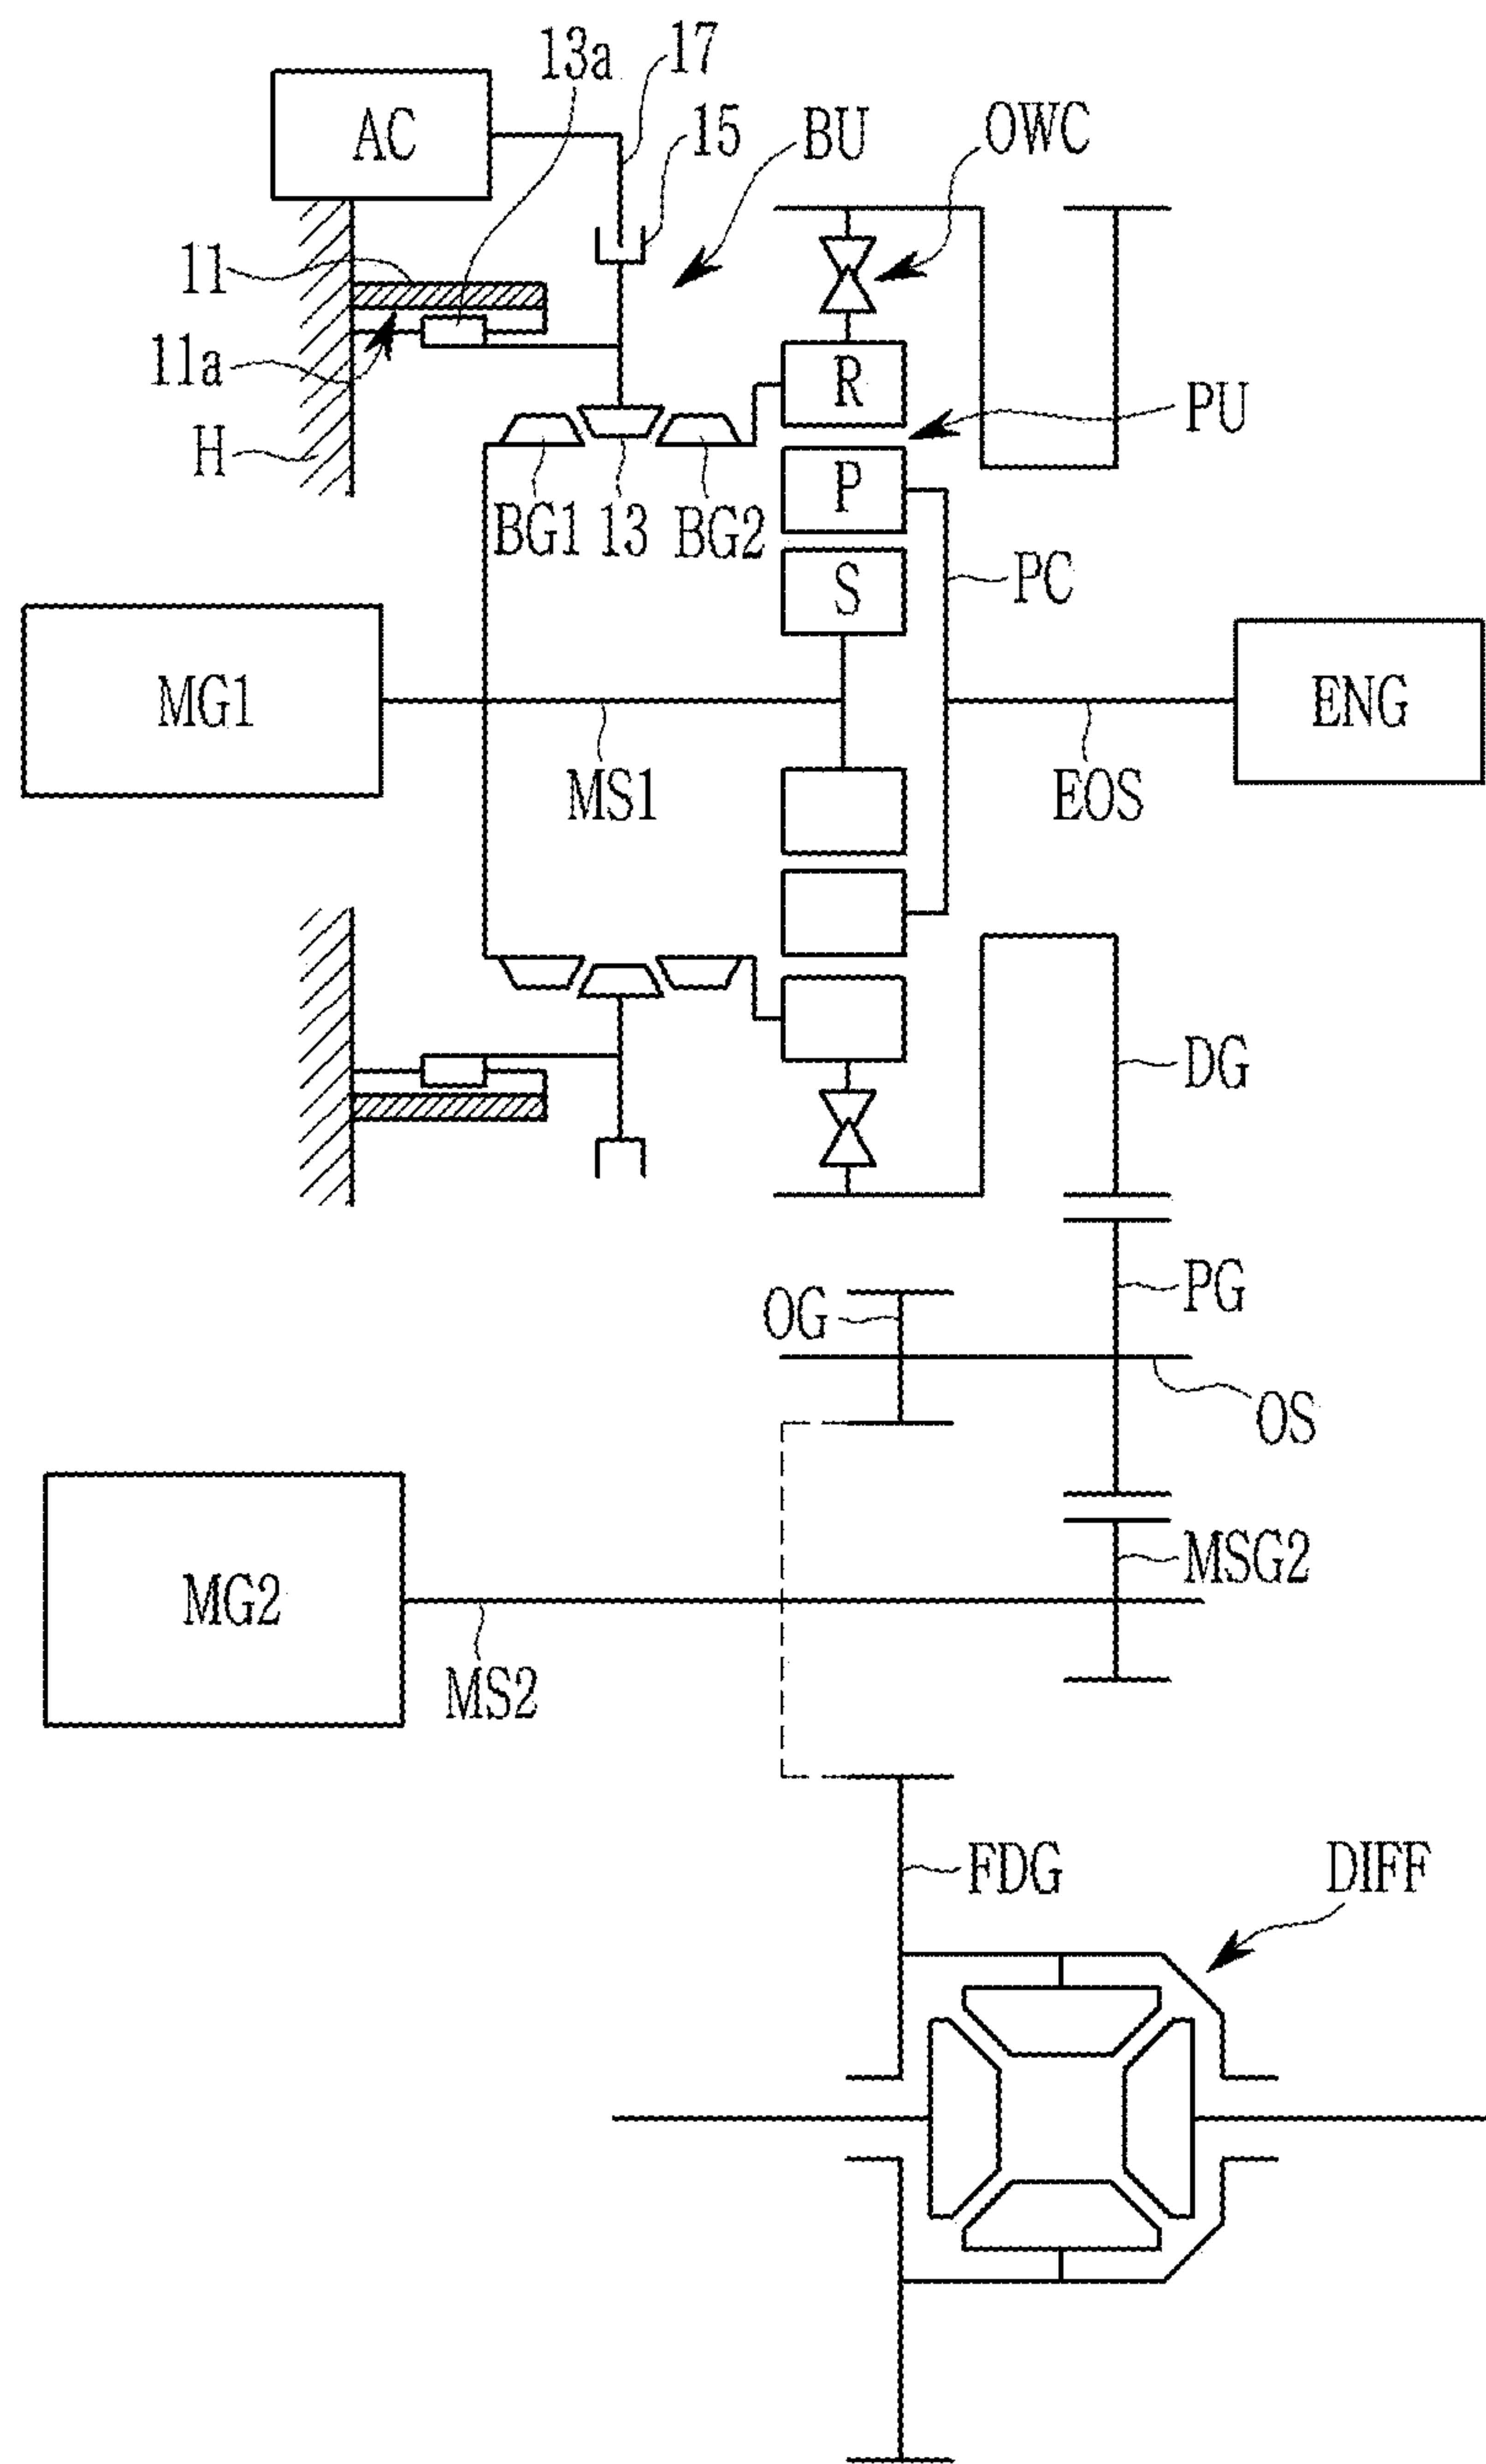 13a
17
AC
15
BU
OWC
11
11a
R
PU
H
P
BG1
13
BG2
S
PC
MG1
ENG
MS1
EOS
DG
PG
OG
OS
MG2
MSG2
MS2
FDG
DIFF